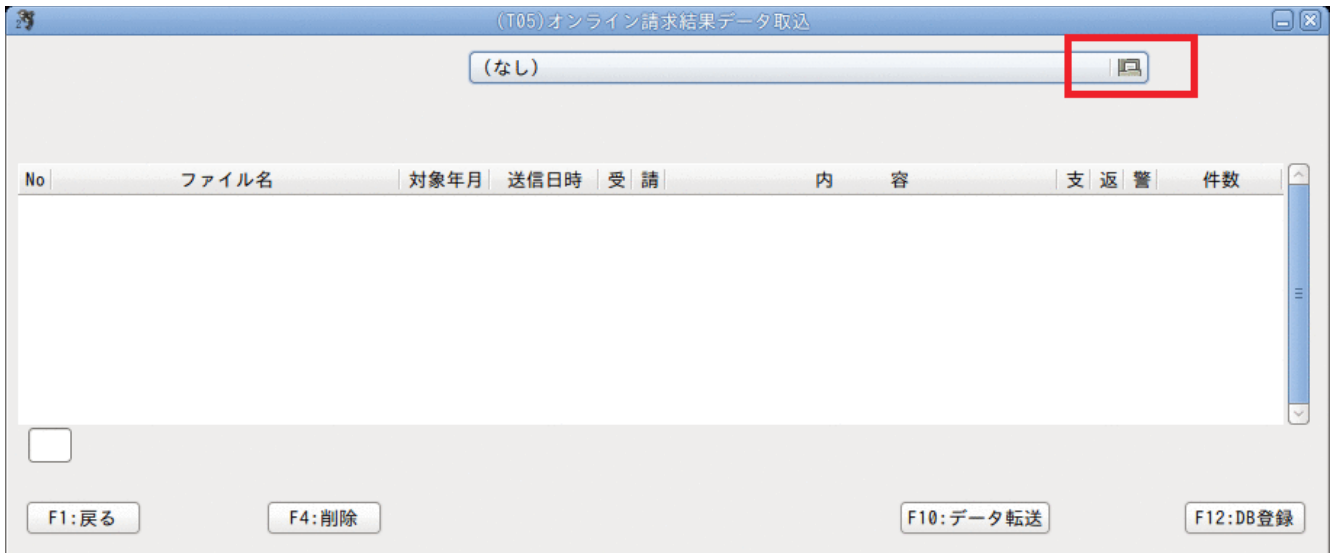 (T05)オンライン請求結果データ取込
(なし)
No ファイル名 対象年月 送信日時 受 請 内 容 支 返 警 件数
F1:戻る F4:削除 F10:データ転送 F12:DB登録